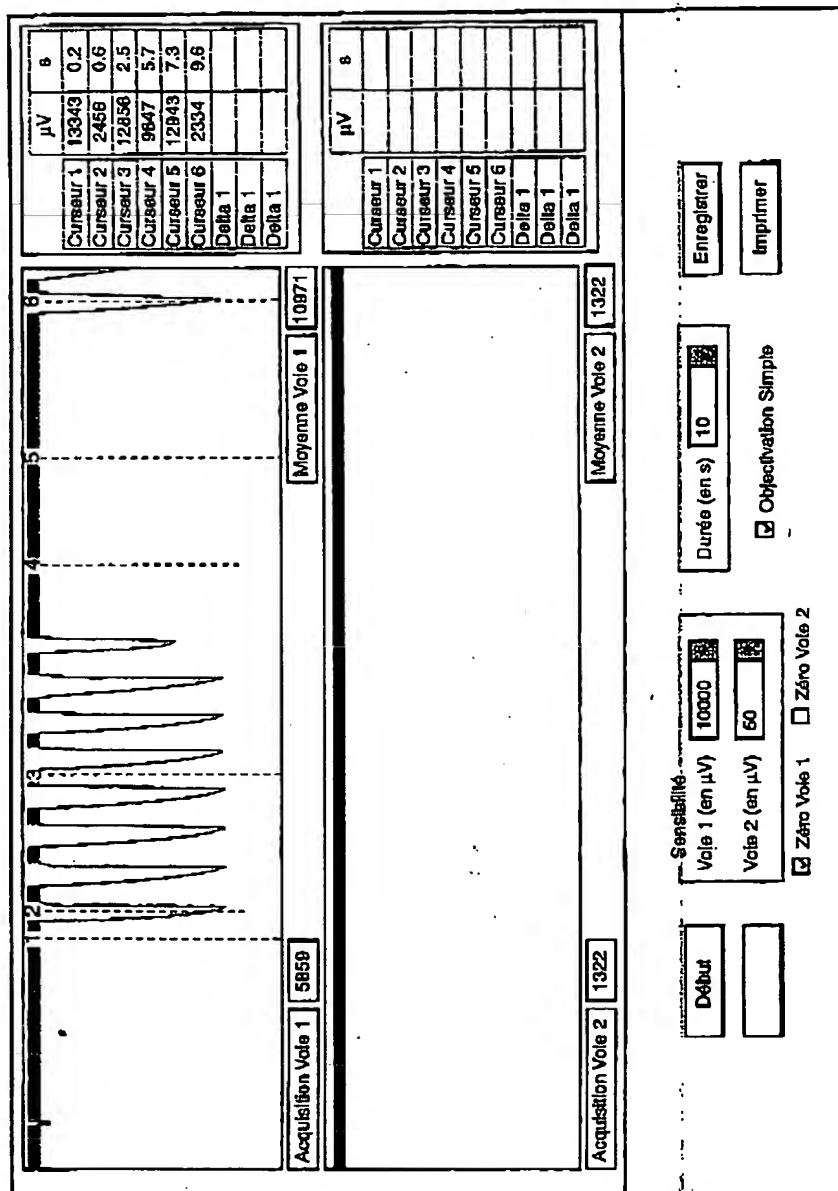 1
2
3
4
5
6
µV s
Curseur 1 13343 0.2
Curseur 2 2456 0.6
Curseur 3 12856 2.5
Curseur 4 9847 5.7
Curseur 5 12943 7.3
Curseur 6 2334 9.6
Delta 1
Delta 1
Delta 1
Acquisition Voie 1 5859
Moyenne Voie 1 10971
µV s
Curseur 1
Curseur 2
Curseur 3
Curseur 4
Curseur 5
Curseur 6
Delta 1
Delta 1
Delta 1
Acquisition Voie 2 1322
Moyenne Voie 2 1322
Début
Sensibilité
Voie 1 (en µV) 10000
Voie 2 (en µV) 50
Zéro Voie 1
Zéro Voie 2
Durée (en s) 10
Objectivation Simple
Enregistrer
Imprimer